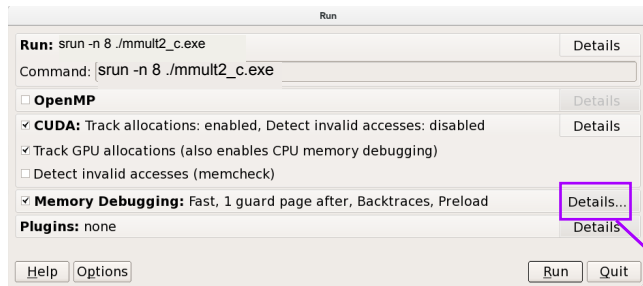 Run
Run: srun -n 8 ./mmult2_c.exe Details
Command: srun -n 8 ./mmult2_c.exe
OpenMP Details
CUDA: Track allocations: enabled, Detect invalid accesses: disabled Details
Track GPU allocations (also enables CPU memory debugging)
Detect invalid accesses (memcheck)
Memory Debugging: Fast, 1 guard page after, Backtraces, Preload Details...
Plugins: none Details
Help Options Run Quit